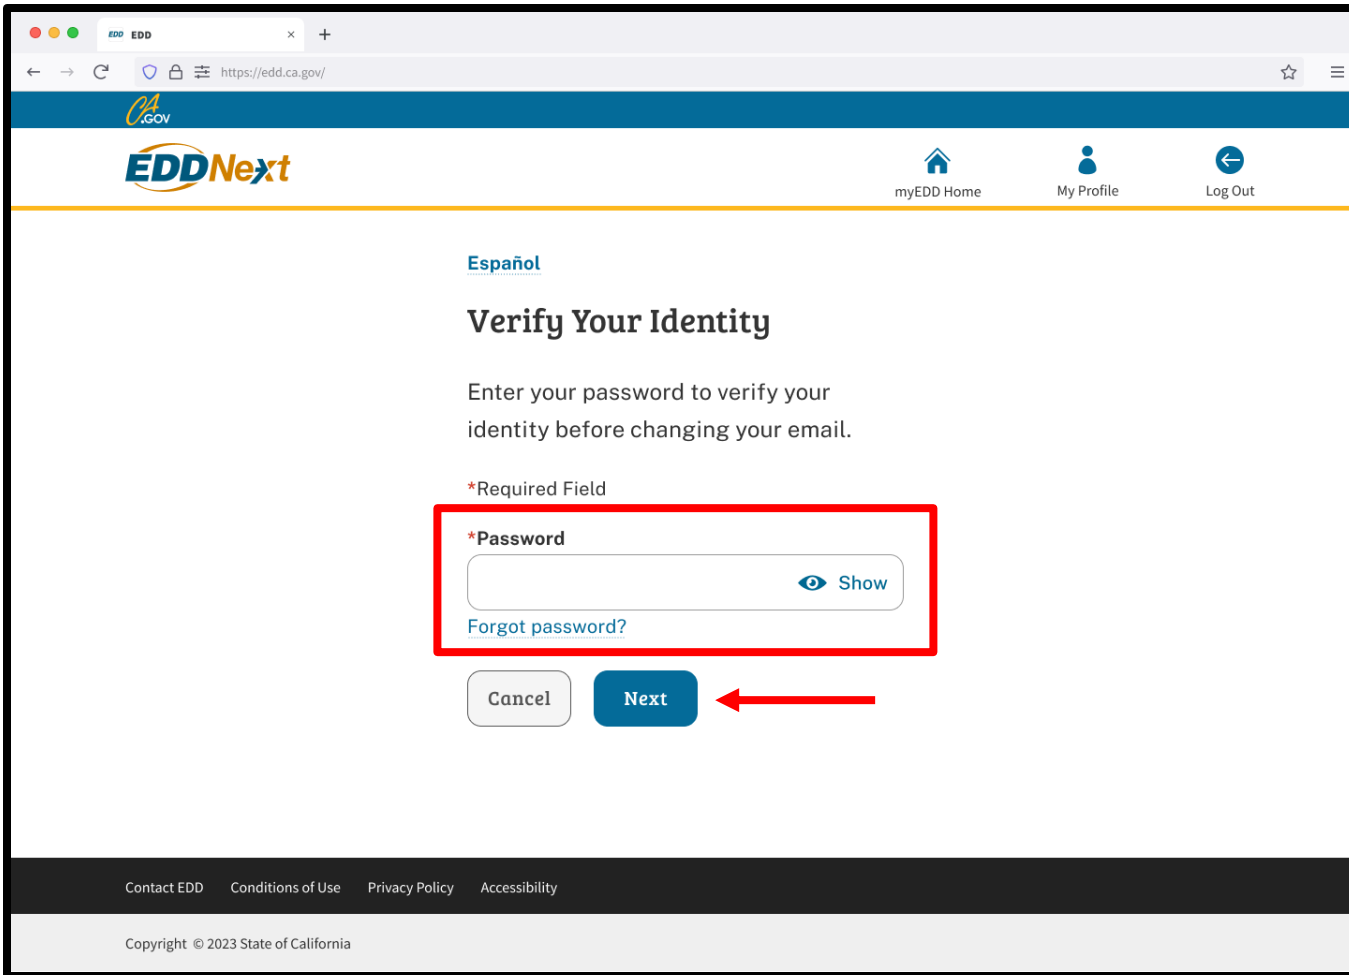 EDD EDD × +
https://edd.ca.gov/
CA.GOV
EDDNext
myEDD Home My Profile Log Out
Español
Verify Your Identity
Enter your password to verify your
identity before changing your email.
*Required Field
*Password
Show
Forgot password?
Cancel Next
Contact EDD Conditions of Use Privacy Policy Accessibility
Copyright © 2023 State of California